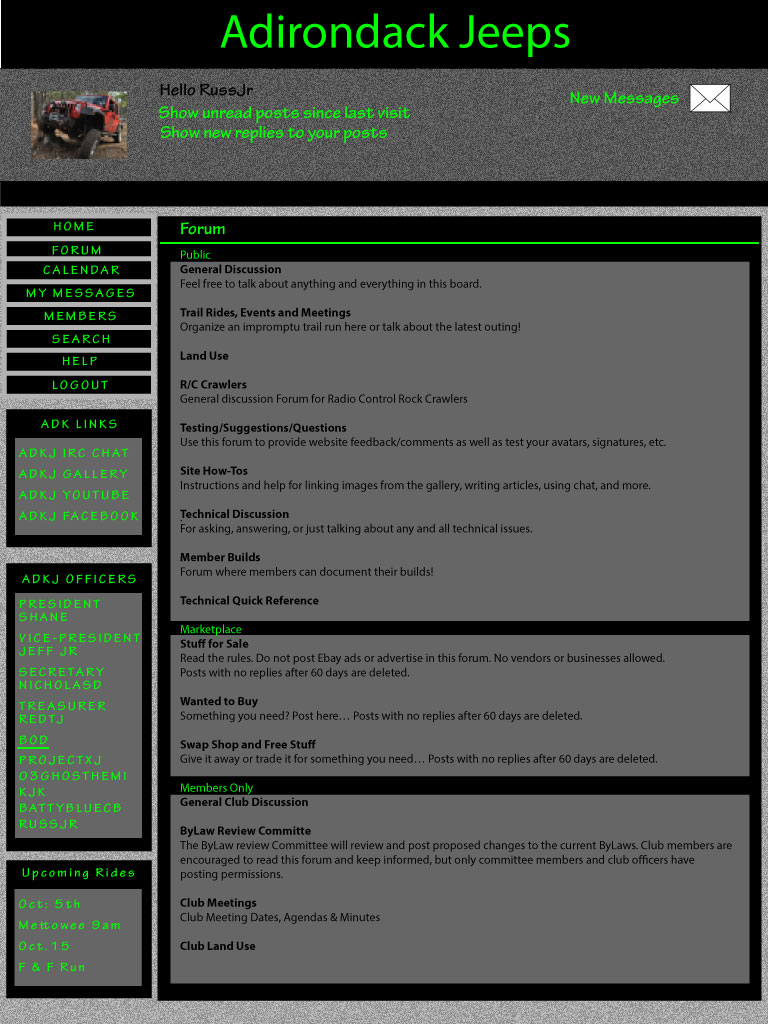 Adirondack Jeeps
Hello RussJr
Show unread posts since last visit
Show new replies to your posts
New Messages
HOME
FORUM
CALENDAR
MY MESSAGES
MEMBERS
SEARCH
HELP
LOGOUT
ADK LINKS
ADKJ IRC CHAT
ADKJ GALLERY
ADKJ YOUTUBE
ADKJ FACEBOOK
ADKJ OFFICERS
PRESIDENT
SHANE
VICE-PRESIDENT
JEFF JR
SECRETARY
NICHOLASD
TREASURER
REDTJ
BOD
PROJECTXJ
03GHOSTHEMI
KJK
BATTYBLUECB
RUSSJR
Upcoming Rides
Oct: 5th
Mettowee 9am
Oct.15
F & F Run
Forum
Public
General Discussion
Feel free to talk about anything and everything in this board.
Trail Rides, Events and Meetings
Organize an impromptu trail run here or talk about the latest outing!
Land Use
R/C Crawlers
General discussion Forum for Radio Control Rock Crawlers
Testing/Suggestions/Questions
Use this forum to provide website feedback/comments as well as test your avatars, signatures, etc.
Site How-Tos
Instructions and help for linking images from the gallery, writing articles, using chat, and more.
Technical Discussion
For asking, answering, or just talking about any and all technical issues.
Member Builds
Forum where members can document their builds!
Technical Quick Reference
Marketplace
Stuff for Sale
Read the rules. Do not post Ebay ads or advertise in this forum. No vendors or businesses allowed.
Posts with no replies after 60 days are deleted.
Wanted to Buy
Something you need? Post here… Posts with no replies after 60 days are deleted.
Swap Shop and Free Stuff
Give it away or trade it for something you need… Posts with no replies after 60 days are deleted.
Members Only
General Club Discussion
ByLaw Review Committe
The ByLaw review Committee will review and post proposed changes to the current ByLaws. Club members are
encouraged to read this forum and keep informed, but only committee members and club officers have
posting permissions.
Club Meetings
Club Meeting Dates, Agendas & Minutes
Club Land Use